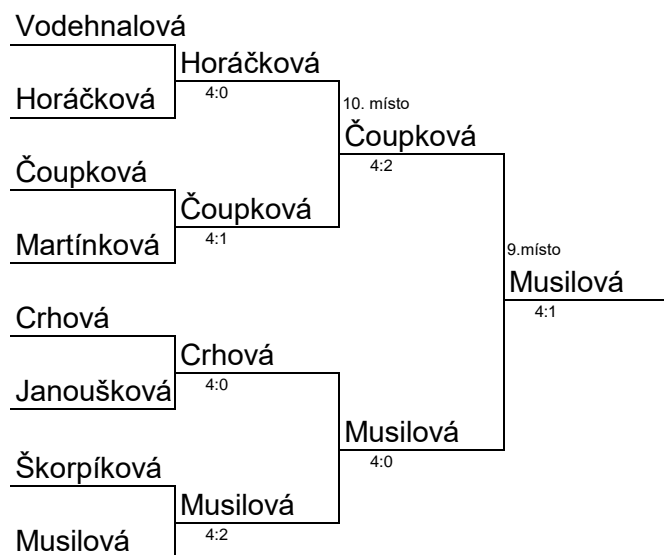 Vodehnalová
Horáčková
4:0
Horáčková
10. místo
Čoupková
4:2
Čoupková
Čoupková
4:1
Martínková
9.místo
Musilová
4:1
Crhová
Crhová
4:0
Janoušková
Musilová
4:0
Škorpíková
Musilová
4:2
Musilová